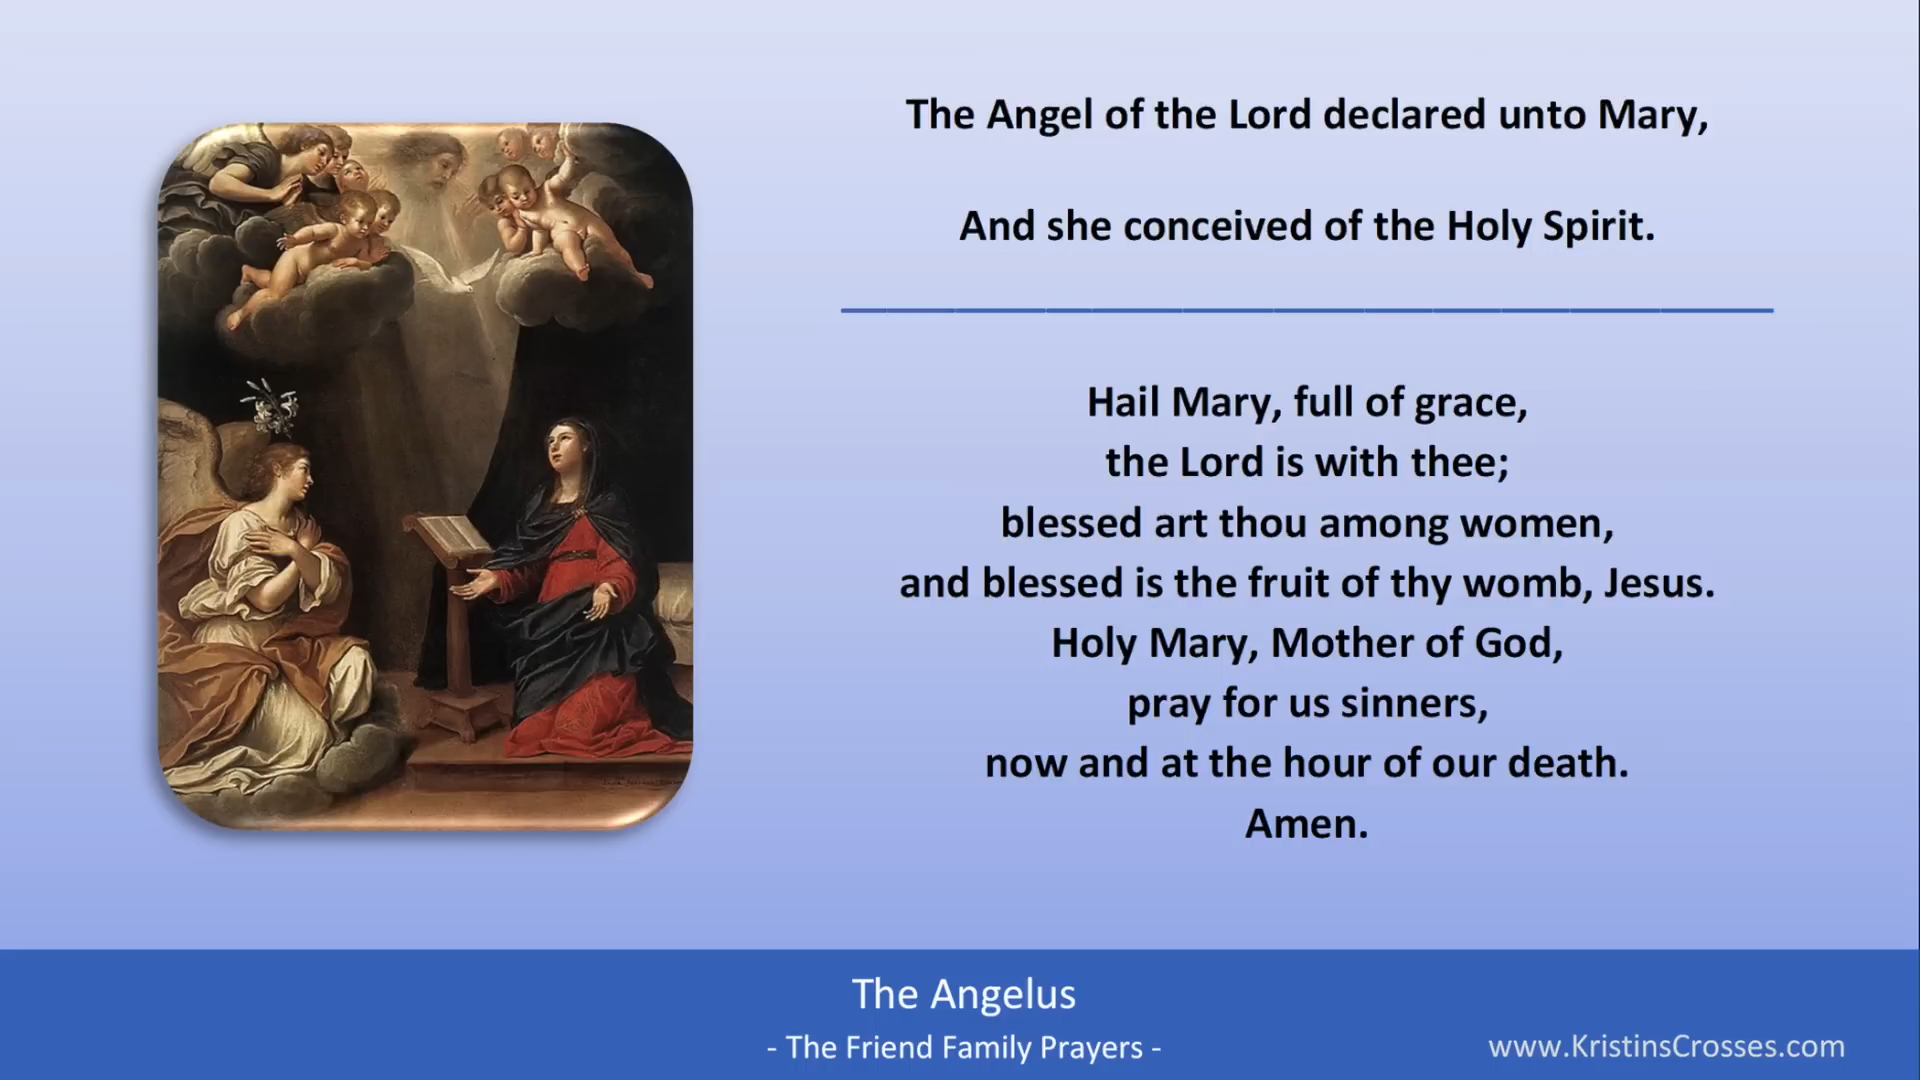 The Angel of the Lord declared unto Mary,
And she conceived of the Holy Spirit.
Hail Mary, full of grace,
the Lord is with thee;
blessed art thou among women,
and blessed is the fruit of thy womb, Jesus.
Holy Mary, Mother of God,
pray for us sinners,
now and at the hour of our death.
Amen.
The Angelus
- The Friend Family Prayers -
www.KristinsCrosses.com